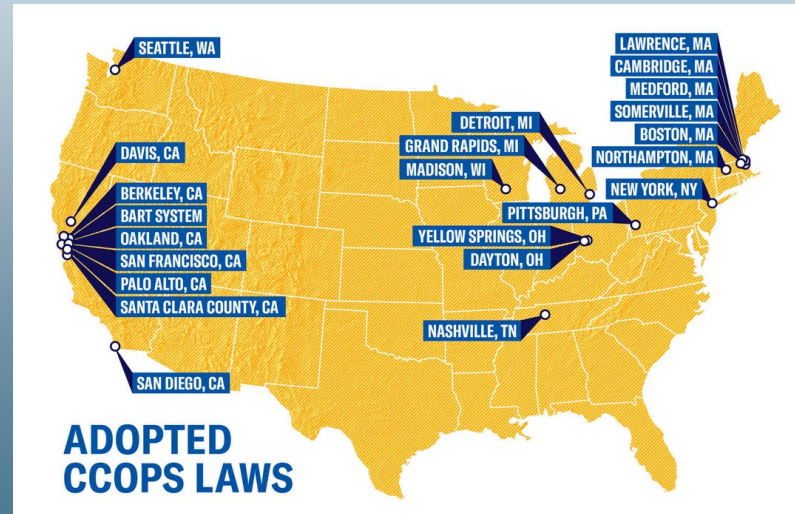 SEATTLE, WA
DAVIS, CA
BERKELEY, CA
BART SYSTEM
OAKLAND, CA
SAN FRANCISCO, CA
PALO ALTO, CA
SANTA CLARA COUNTY, CA
SAN DIEGO, CA
DETROIT, MI
GRAND RAPIDS, MI
MADISON, WI
LAWRENCE, MA
CAMBRIDGE, MA
MEDFORD, MA
SOMERVILLE, MA
BOSTON, MA
NORTHAMPTON, MA
NEW YORK, NY
PITTSBURGH, PA
YELLOW SPRINGS, OH
DAYTON, OH
NASHVILLE, TN
ADOPTED
CCOPS LAWS